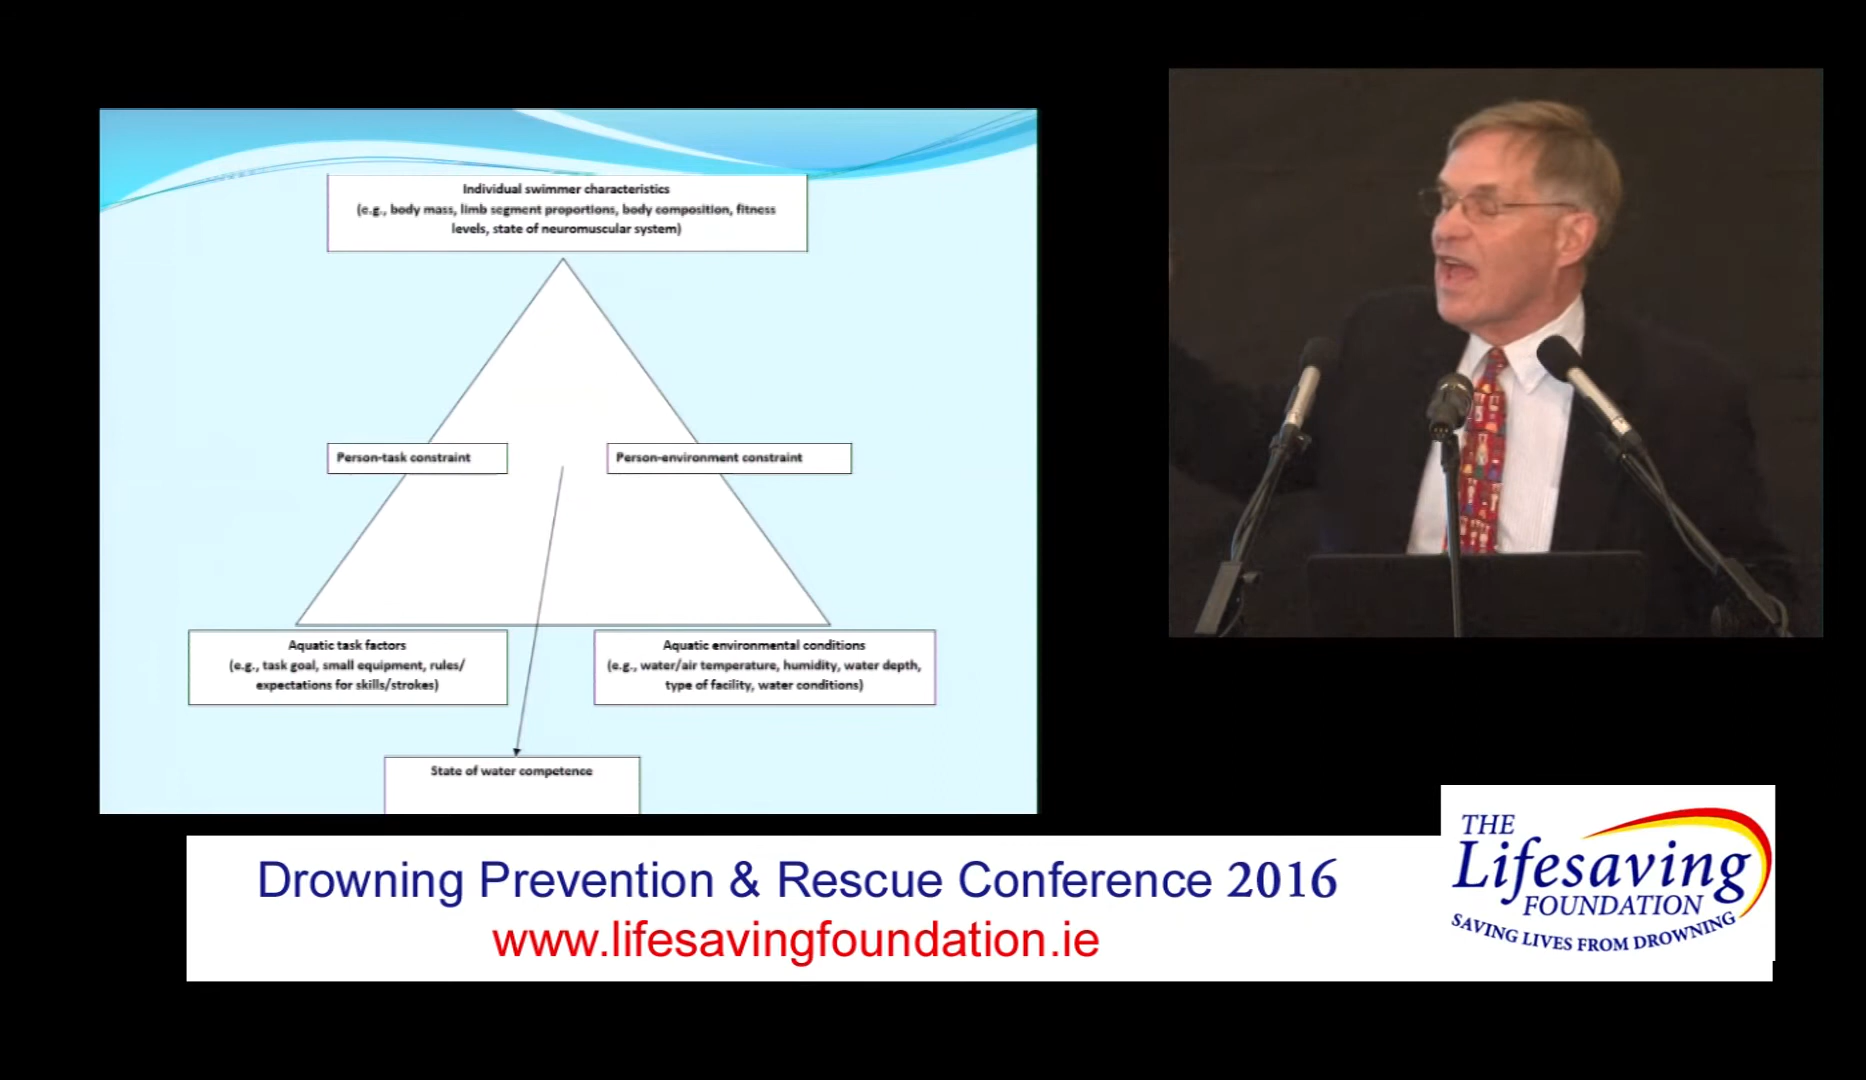 Individual swimmer characteristics
(e.g., body mass, limb segment proportions, body composition, fitness
levels, state of neuromuscular system)
Person-task constraint
Person-environment constraint
Aquatic task factors
(e.g., task goal, small equipment, rules/
expectations for skills/strokes)
Aquatic environmental conditions
(e.g., water/air temperature, humidity, water depth,
type of facility, water conditions)
State of water competence
Drowning Prevention & Rescue Conference 2016
www.lifesavingfoundation.ie
THE
Lifesaving
FOUNDATION
SAVING LIVES FROM DROWNING